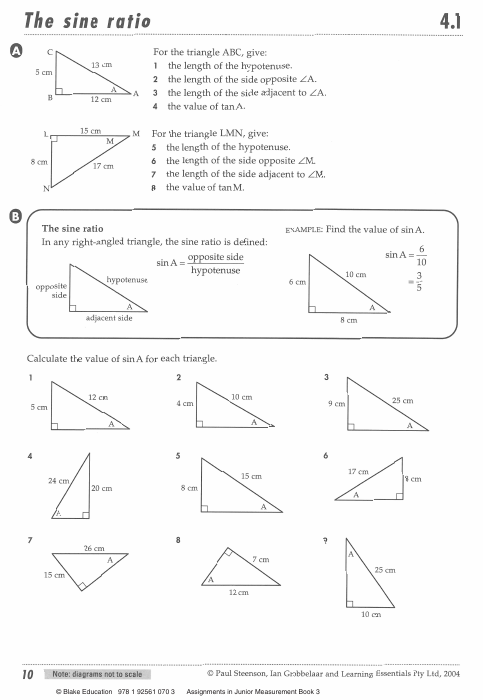 The sine ratio 4.1
A
C
13 cm
5 cm
A
B 12 cm A
For the triangle ABC, give:
1 the length of the hypotenuse.
2 the length of the side opposite ∠A.
3 the length of the side adjacent to ∠A.
4 the value of tan A.
L 15 cm M
M
8 cm 17 cm
N
For the triangle LMN, give:
5 the length of the hypotenuse.
6 the length of the side opposite ∠M.
7 the length of the side adjacent to ∠M.
8 the value of tan M.
B
The sine ratio
In any right-angled triangle, the sine ratio is defined:
sin A = opposite side
hypotenuse
opposite side
hypotenuse
A
adjacent side
EXAMPLE: Find the value of sin A.
6 cm
10 cm
A
8 cm
sin A = 6
10
= 3
5
Calculate the value of sin A for each triangle.
1
12 cm
5 cm
A
2
10 cm
4 cm
A
3
25 cm
9 cm
A
4
24 cm
20 cm
A
5
15 cm
8 cm
A
6
17 cm
8 cm
A
7
26 cm
A
15 cm
8
7 cm
A
12 cm
9
A
25 cm
10 cm
10 Note: diagrams not to scale © Paul Steenson, Ian Grobbelaar and Learning Essentials Pty Ltd, 2004
© Blake Education 978 1 92561 070 3 Assignments in Junior Measurement Book 3